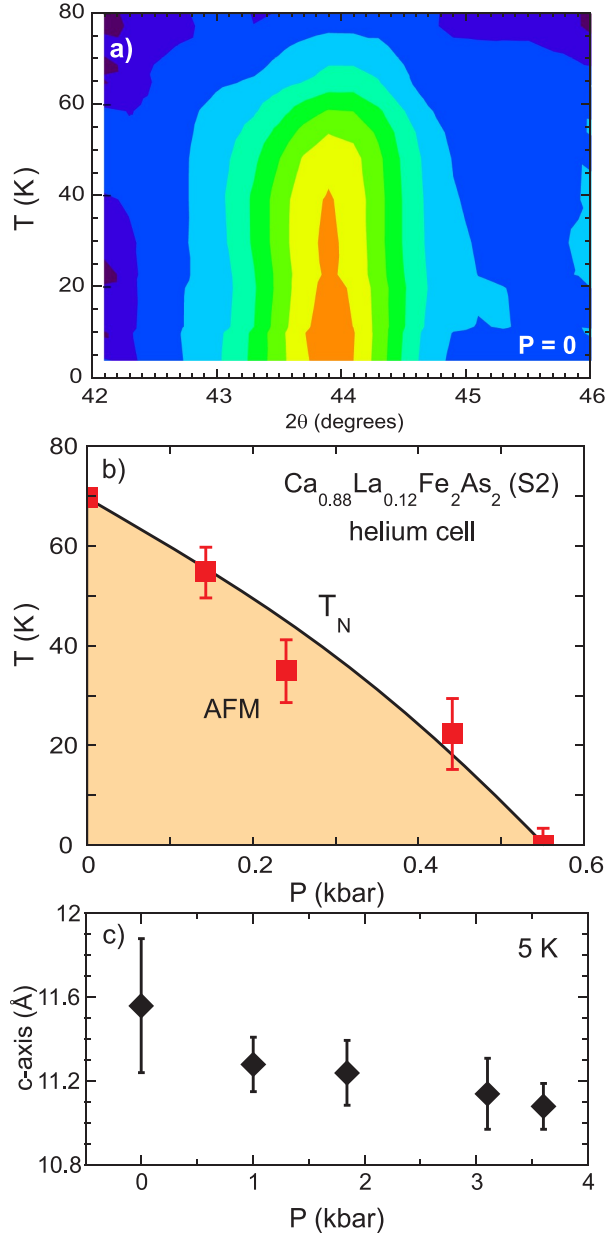 a)
80
60
40
20
0
T (K)
P = 0
42 43 44 45 46
2θ (degrees)
b)
Ca0.88La0.12Fe2As2 (S2)
helium cell
80
60
40
20
0
T (K)
TN
AFM
0 0.2 0.4 0.6
P (kbar)
c)
5 K
12
11.6
11.2
10.8
c-axis (Å)
0 1 2 3 4
P (kbar)